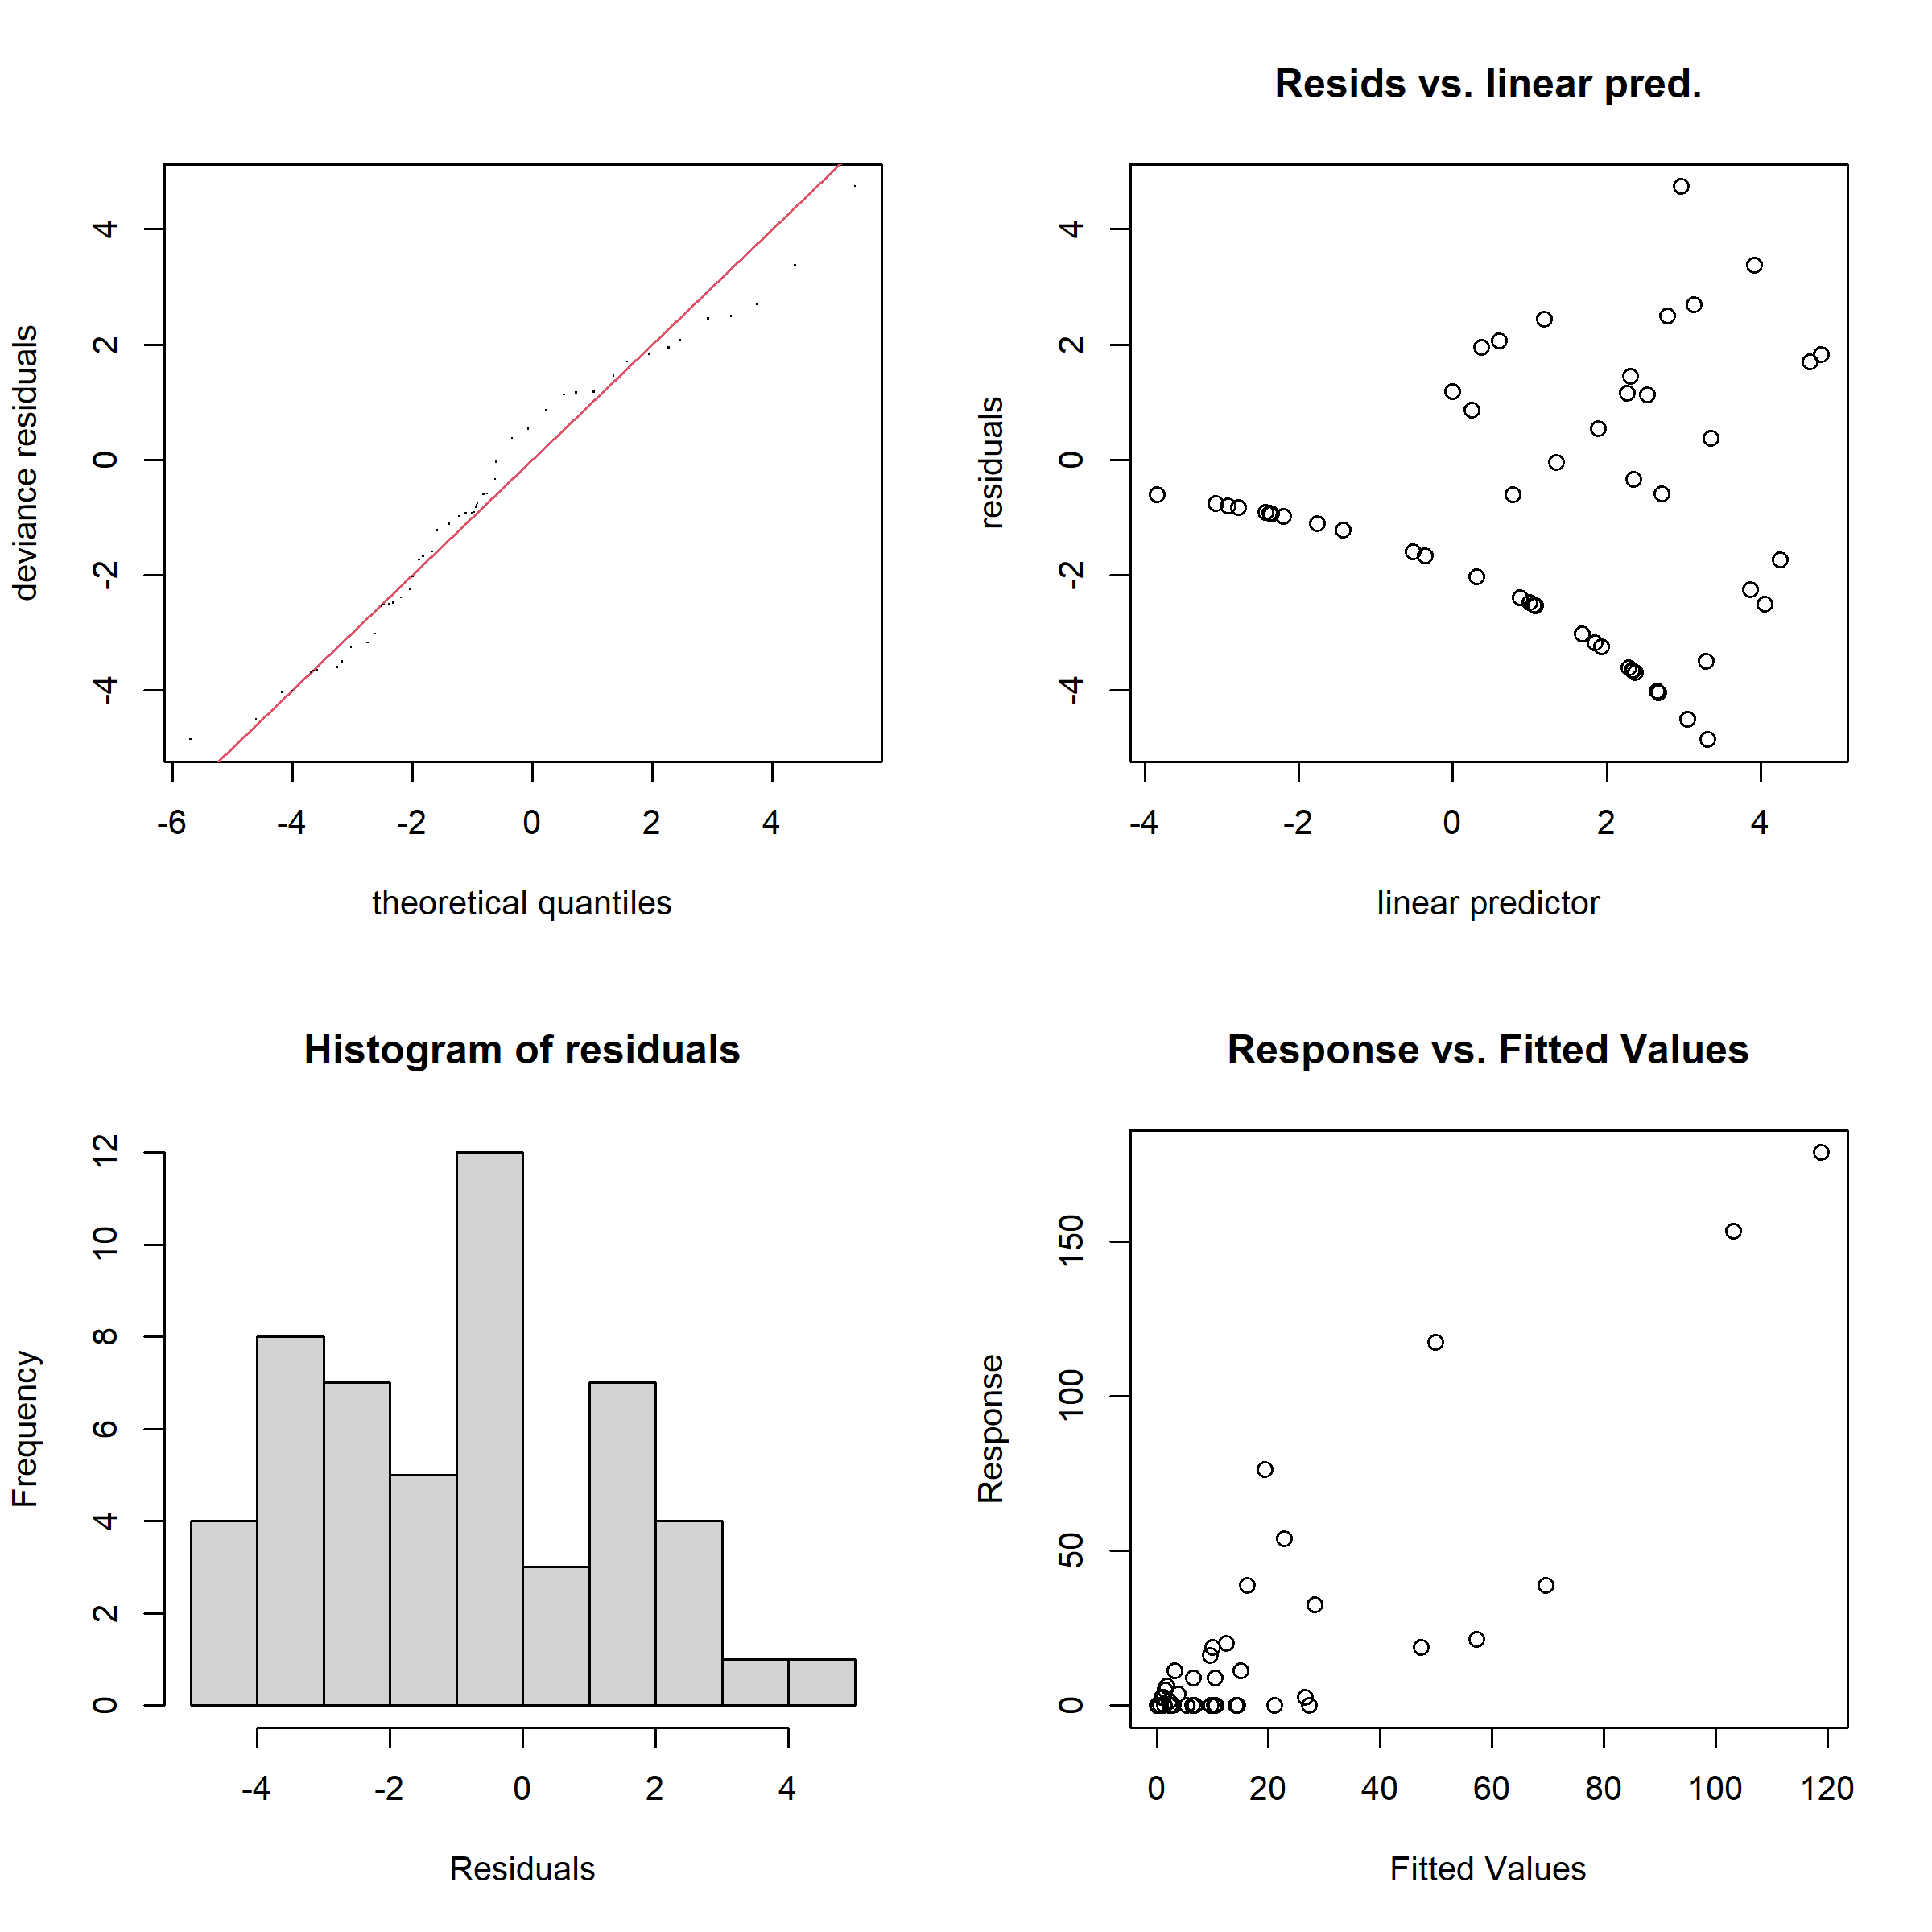 deviance residuals
4
2
0
-2
-4
-6 -4 -2 0 2 4
theoretical quantiles
Resids vs. linear pred.
residuals
4
2
0
-2
-4
-4 -2 0 2 4
linear predictor
Histogram of residuals
Frequency
12
10
8
6
4
2
0
-4 -2 0 2 4
Residuals
Response vs. Fitted Values
Response
150
100
50
0
0 20 40 60 80 100 120
Fitted Values